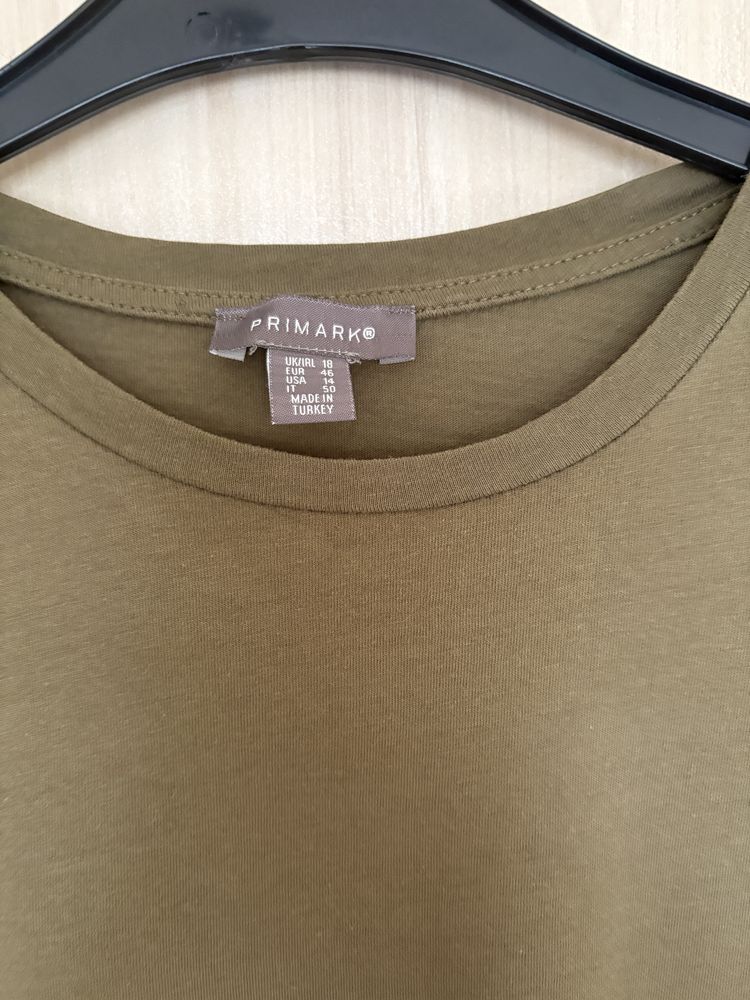 PRIMARK®
UK/IRL 18
EUR 46
USA 14
IT 50
MADE IN
TURKEY